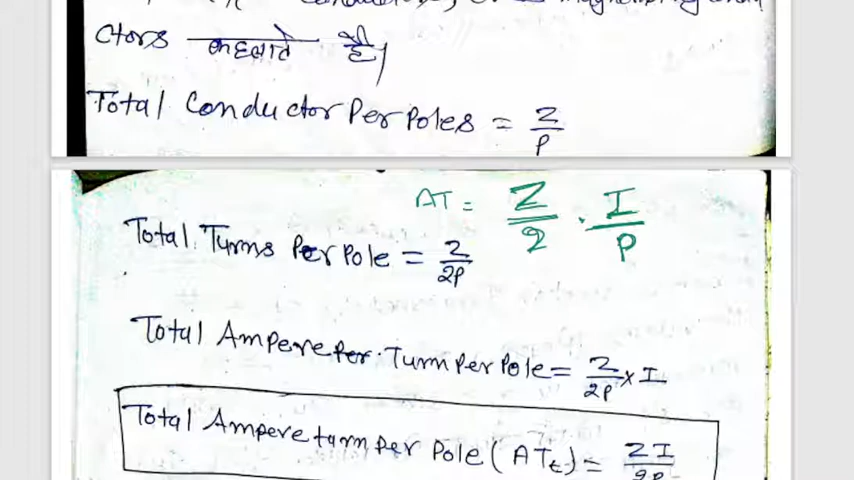 ctors कहलाते है।
Total Conductor Per Poles = Z/P
AT = Z/2 · I/P
Total Turns Per Pole = Z/2P
Total Ampere Per Turn Per Pole = Z/2P × I
Total Ampere turn per Pole (ATt) = ZI/2P